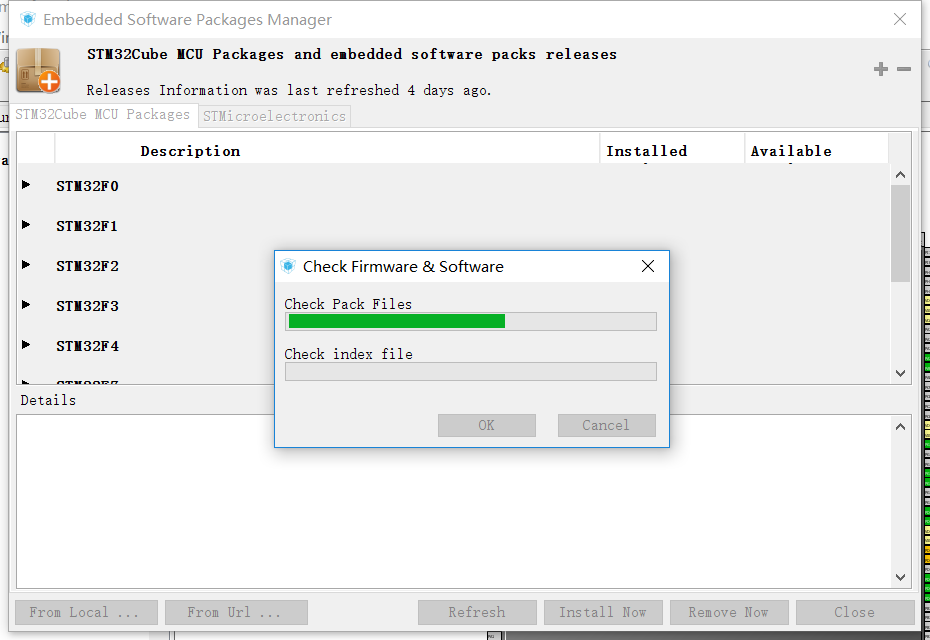 Embedded Software Packages Manager
STM32Cube MCU Packages and embedded software packs releases
Releases Information was last refreshed 4 days ago.
STM32Cube MCU Packages STMicroelectronics
Description Installed Available
STM32F0
STM32F1
STM32F2
STM32F3
STM32F4
Check Firmware & Software
Check Pack Files
Check index file
OK Cancel
Details
From Local ... From Url ... Refresh Install Now Remove Now Close